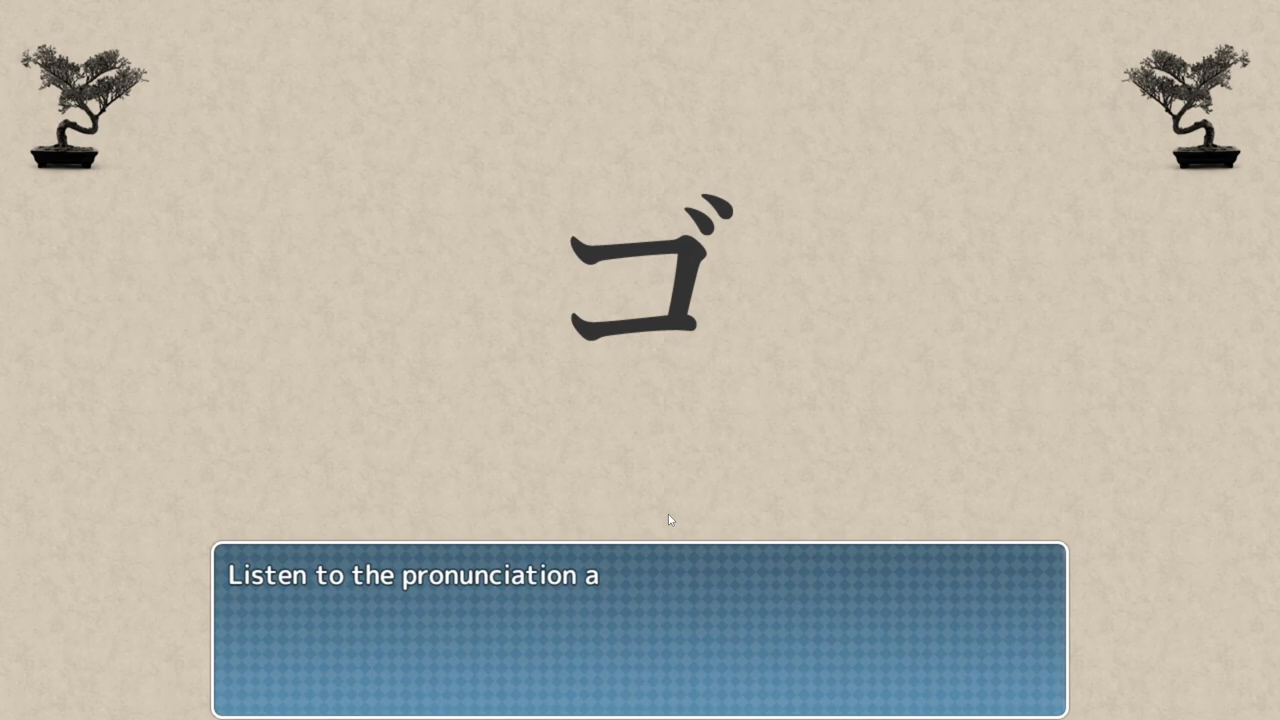 ゴ
Listen to the pronunciation a